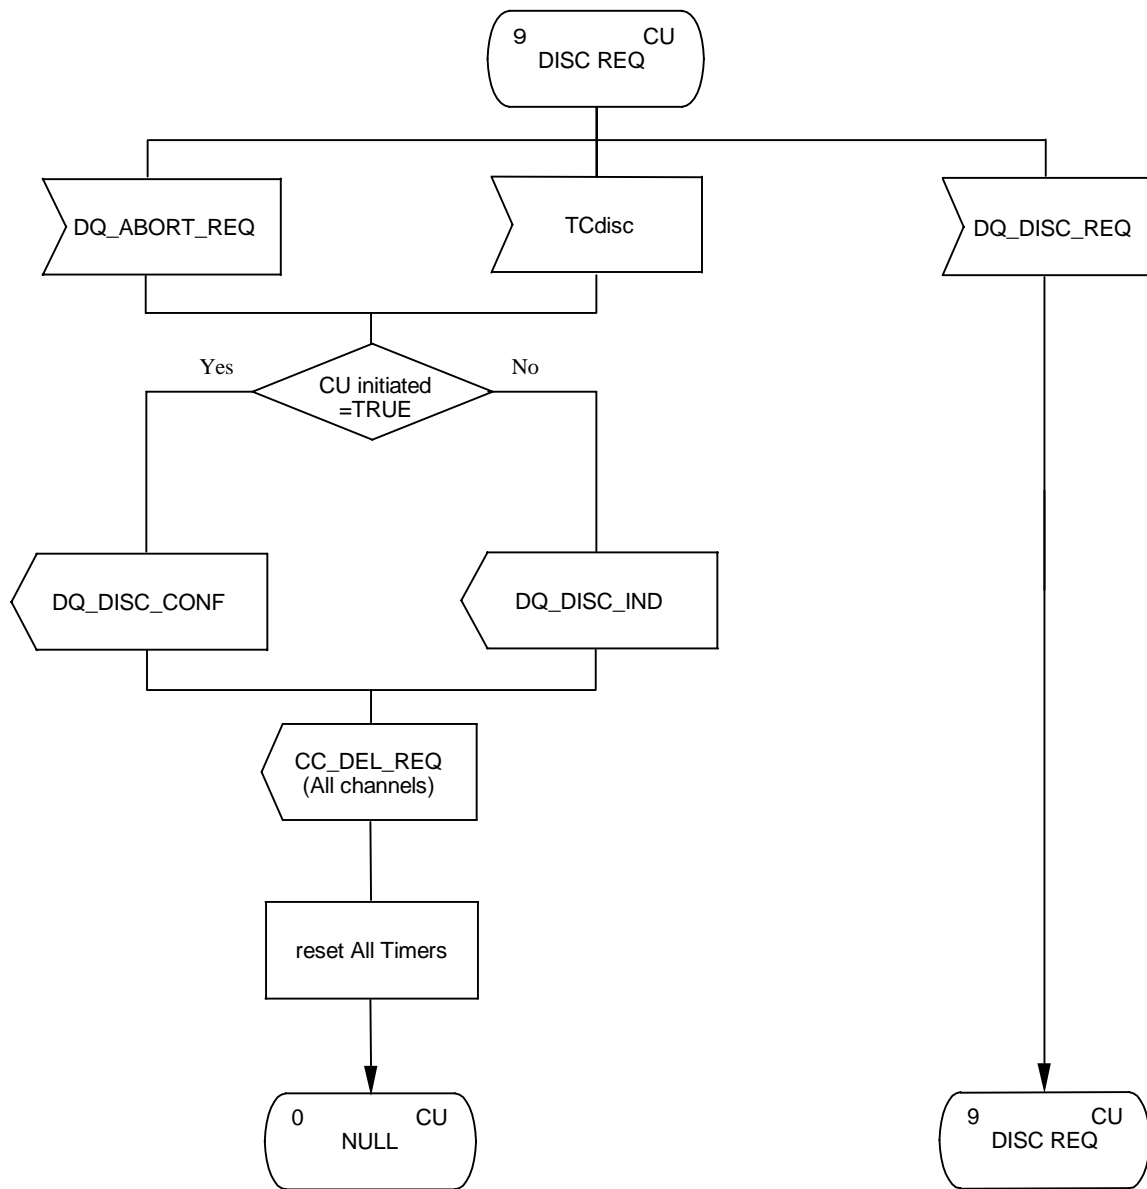 9 CU
DISC REQ
DQ_ABORT_REQ
TCdisc
DQ_DISC_REQ
Yes
No
CU initiated
=TRUE
DQ_DISC_CONF
DQ_DISC_IND
CC_DEL_REQ
(All channels)
reset All Timers
0 CU
NULL
9 CU
DISC REQ